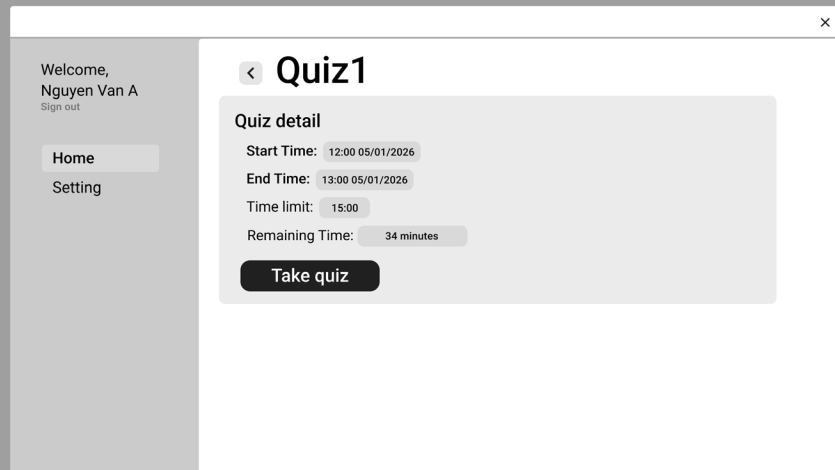 Welcome,
Nguyen Van A
Sign out
Home
Setting
Quiz1
Quiz detail
Start Time: 12:00 05/01/2026
End Time: 13:00 05/01/2026
Time limit: 15:00
Remaining Time: 34 minutes
Take quiz